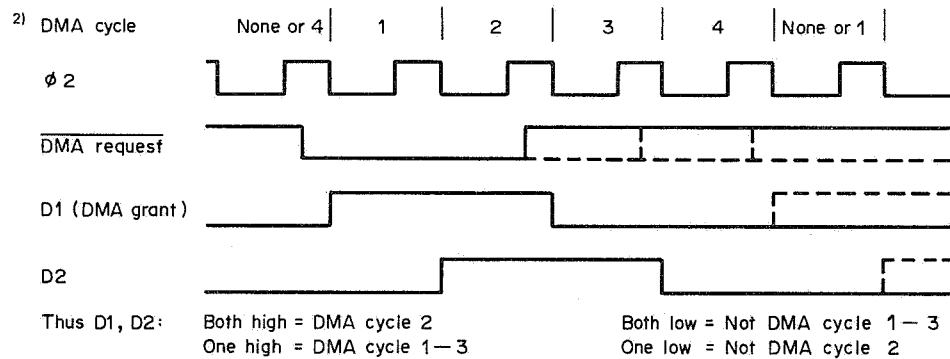 2) DMA cycle None or 4 1 2 3 4 None or 1
φ 2
DMA request
D1 (DMA grant)
D2
Thus D1, D2: Both high = DMA cycle 2 Both low = Not DMA cycle 1 – 3
One high = DMA cycle 1 – 3 One low = Not DMA cycle 2